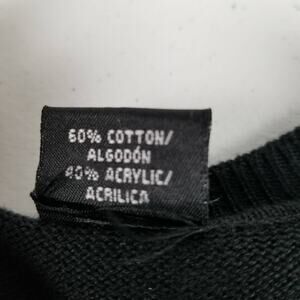 60% COTTON/
ALGODÓN
40% ACRYLIC/
ACRILICA